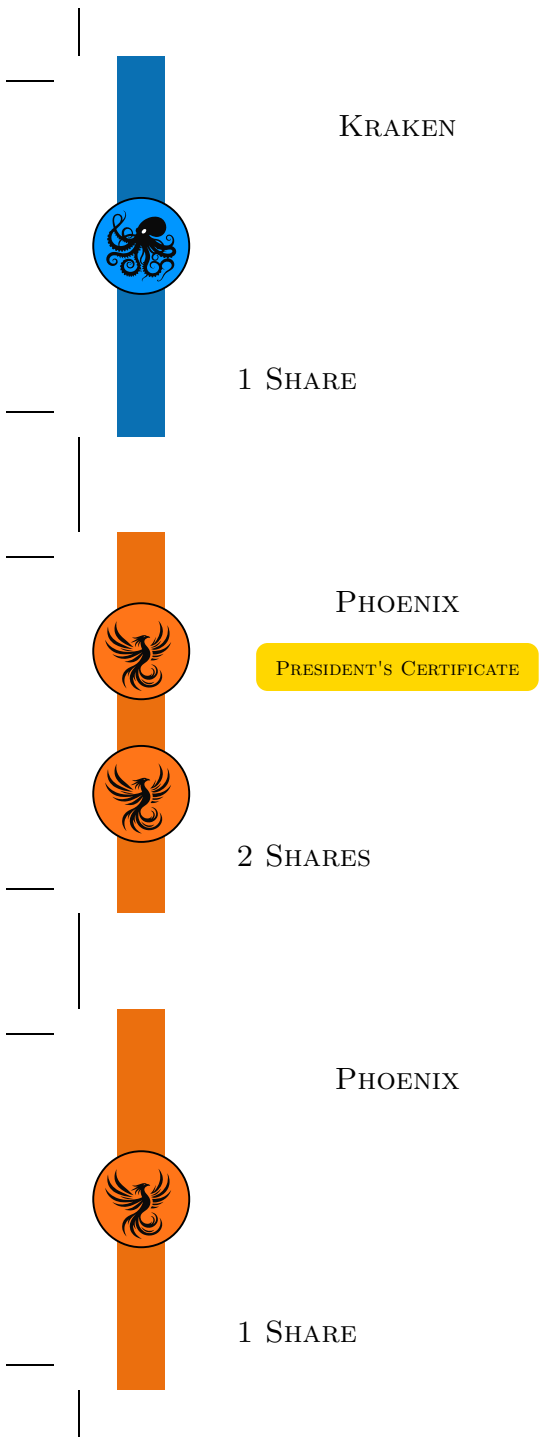 Kraken
1 Share
Phoenix
President's Certificate
2 Shares
Phoenix
1 Share